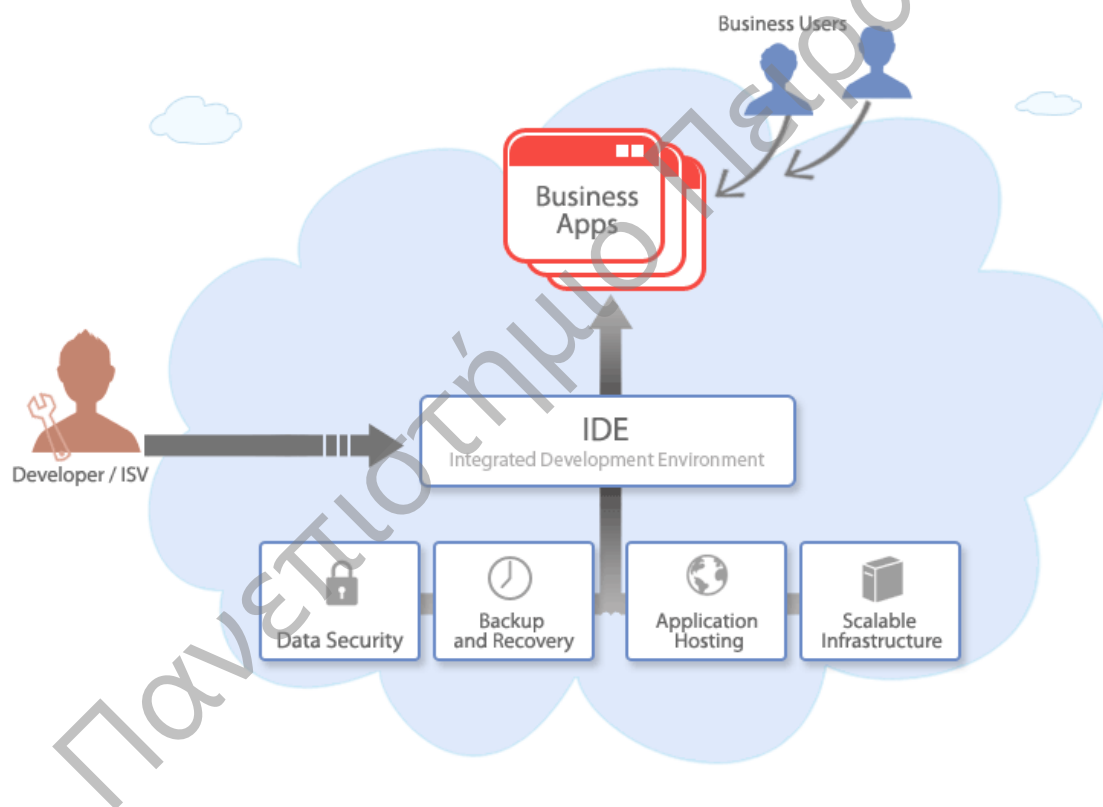 Business Users
Business
Apps
Developer / ISV
IDE
Integrated Development Environment
Data Security
Backup
and Recovery
Application
Hosting
Scalable
Infrastructure
Πανεπιστήμιο